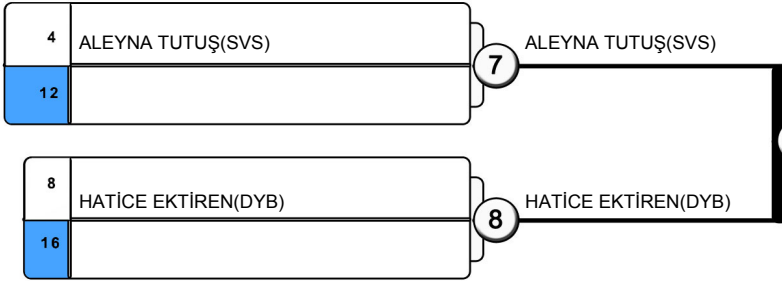 4 ALEYNA TUTUŞ(SVS)
7 ALEYNA TUTUŞ(SVS)
12
8 HATİCE EKTİREN(DYB)
8 HATİCE EKTİREN(DYB)
16